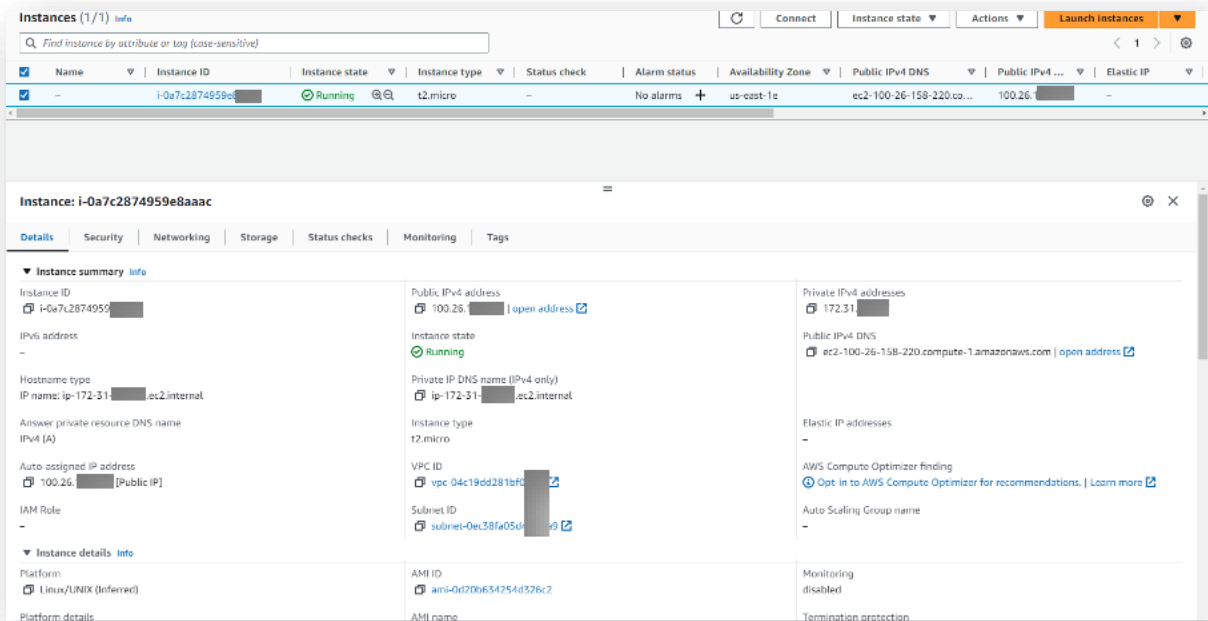 Instances (1/1) Info
Connect Instance state Actions Launch instances
Find instance by attribute or tag (case-sensitive)
1
Name Instance ID Instance state Instance type Status check Alarm status Availability Zone Public IPv4 DNS Public IPv4 ... Elastic IP
– i-0a7c2874959e Running t2.micro – No alarms + us-east-1e ec2-100-26-158-220.co... 100.26. –
Instance: i-0a7c2874959e8aaac
Details Security Networking Storage Status checks Monitoring Tags
Instance summary Info
Instance ID Public IPv4 address Private IPv4 addresses
i-0a7c2874959 100.26. | open address 172.31.
IPv6 address Instance state Public IPv4 DNS
– Running ec2-100-26-158-220.compute-1.amazonaws.com | open address
Hostname type Private IP DNS name (IPv4 only)
IP name: ip-172-31- .ec2.internal ip-172-31- .ec2.internal
Answer private resource DNS name Instance type Elastic IP addresses
IPv4 (A) t2.micro –
Auto-assigned IP address VPC ID AWS Compute Optimizer finding
100.26. [Public IP] vpc-04c19dd281bf Opt-in to AWS Compute Optimizer for recommendations. | Learn more
IAM Role Subnet ID Auto Scaling Group name
– subnet-0ec38fa05d 9 –
Instance details Info
Platform AMI ID Monitoring
Linux/UNIX (Inferred) ami-0d20b634254d326c2 disabled
Platform details AMI name Termination protection